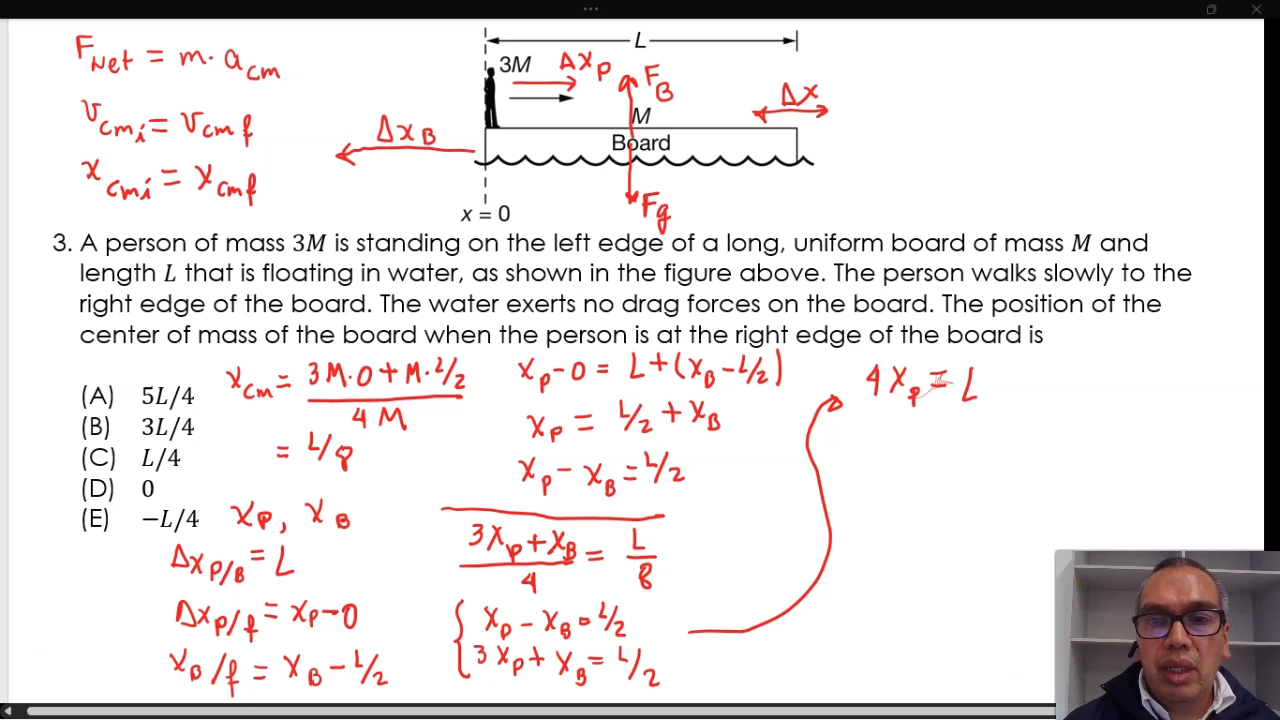 F_Net = m · a_cm
v_cmi = v_cmf
x_cmi = x_cmf
L
3M
Δx_P
F_B
Δx
M
Δx_B
Board
F_g
x = 0
3. A person of mass 3M is standing on the left edge of a long, uniform board of mass M and
length L that is floating in water, as shown in the figure above. The person walks slowly to the
right edge of the board. The water exerts no drag forces on the board. The position of the
center of mass of the board when the person is at the right edge of the board is
(A) 5L/4
(B) 3L/4
(C) L/4
(D) 0
(E) −L/4
x_cm = (3M·0 + M·L/2) / 4M
= L/8
x_P, x_B
Δx_P/B = L
Δx_P/f = x_P − 0
x_B/f = x_B − L/2
x_P − 0 = L + (x_B − L/2)
x_P = L/2 + x_B
x_P − x_B = L/2
(3x_P + x_B) / 4 = L / 8
{ x_P − x_B = L/2
3x_P + x_B = L/2
4x_P = L